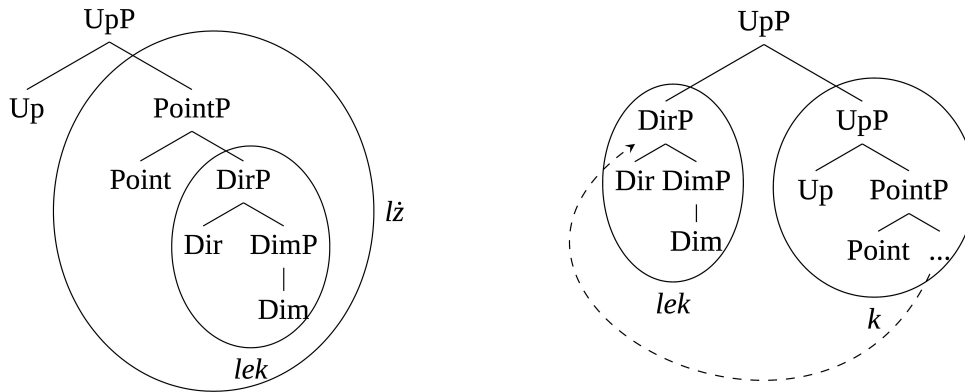 UpP
Up PointP
Point DirP
Dir DimP
Dim
lek
lż
UpP
DirP UpP
Dir DimP Up PointP
Dim Point ...
lek k